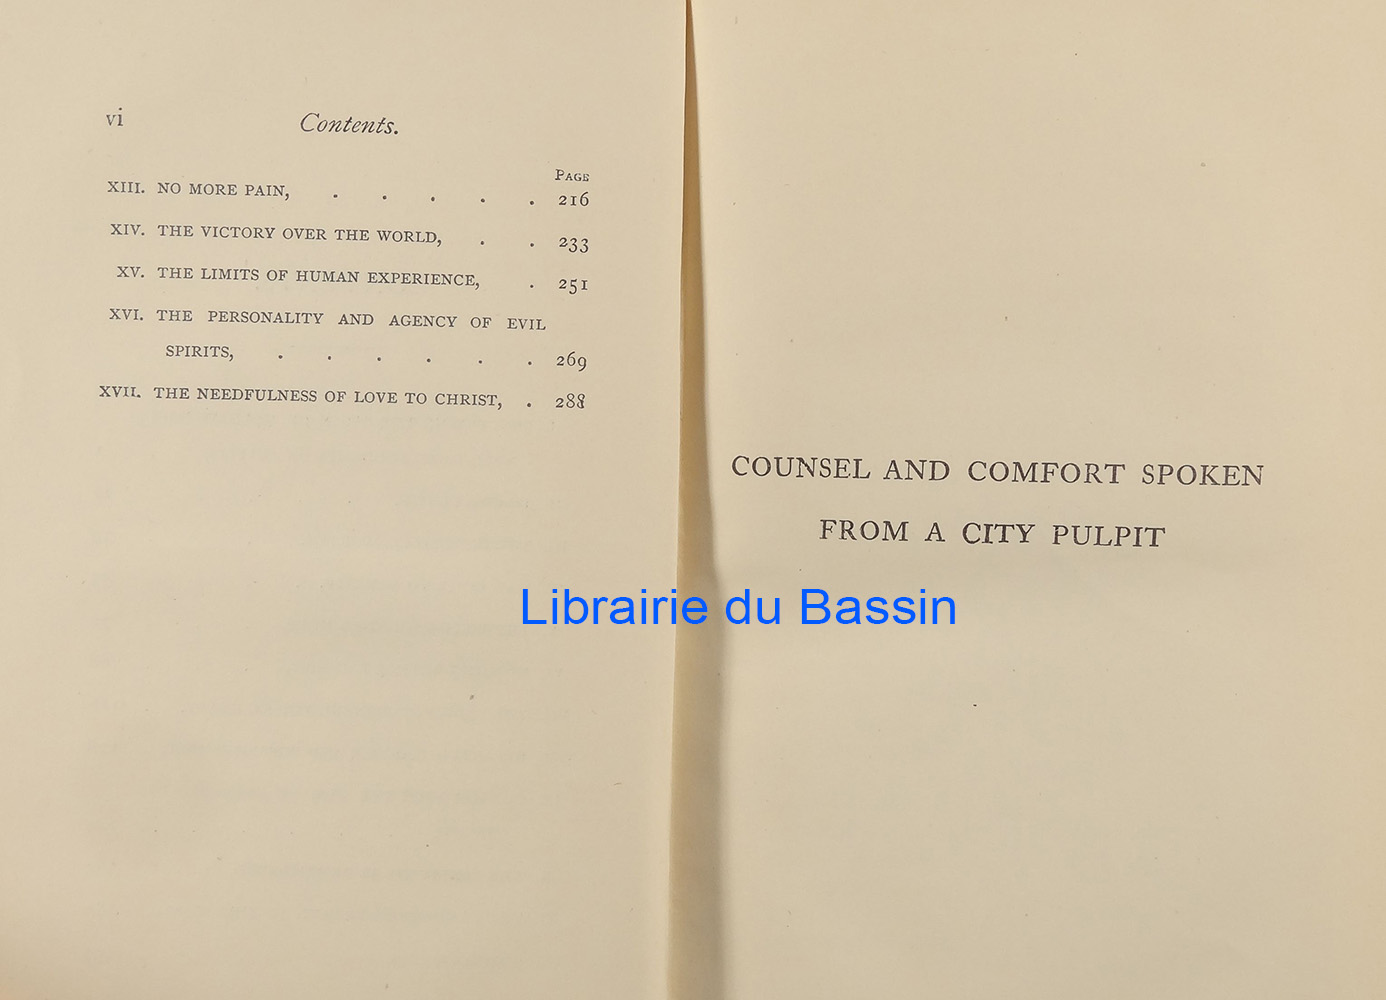 vi Contents.
Page
XIII. NO MORE PAIN, . . . . . 216
XIV. THE VICTORY OVER THE WORLD, . . 233
XV. THE LIMITS OF HUMAN EXPERIENCE, . 251
XVI. THE PERSONALITY AND AGENCY OF EVIL
SPIRITS, . . . . . . 269
XVII. THE NEEDFULNESS OF LOVE TO CHRIST, . 288
COUNSEL AND COMFORT SPOKEN
FROM A CITY PULPIT
Librairie du Bassin